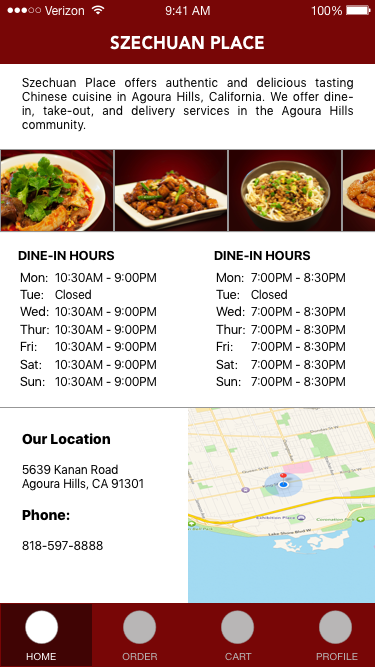 Verizon 9:41 AM 100%
SZECHUAN PLACE
Szechuan Place offers authentic and delicious tasting
Chinese cuisine in Agoura Hills, California. We offer dine-
in, take-out, and delivery services in the Agoura Hills
community.
DINE-IN HOURS
Mon: 10:30AM - 9:00PM
Tue: Closed
Wed: 10:30AM - 9:00PM
Thur: 10:30AM - 9:00PM
Fri: 10:30AM - 9:00PM
Sat: 10:30AM - 9:00PM
Sun: 10:30AM - 9:00PM
DINE-IN HOURS
Mon: 7:00PM - 8:30PM
Tue: Closed
Wed: 7:00PM - 8:30PM
Thur: 7:00PM - 8:30PM
Fri: 7:00PM - 8:30PM
Sat: 7:00PM - 8:30PM
Sun: 7:00PM - 8:30PM
Our Location
5639 Kanan Road
Agoura Hills, CA 91301
Phone:
818-597-8888
Exhibition Place
Lake Shore Blvd W
HOME ORDER CART PROFILE